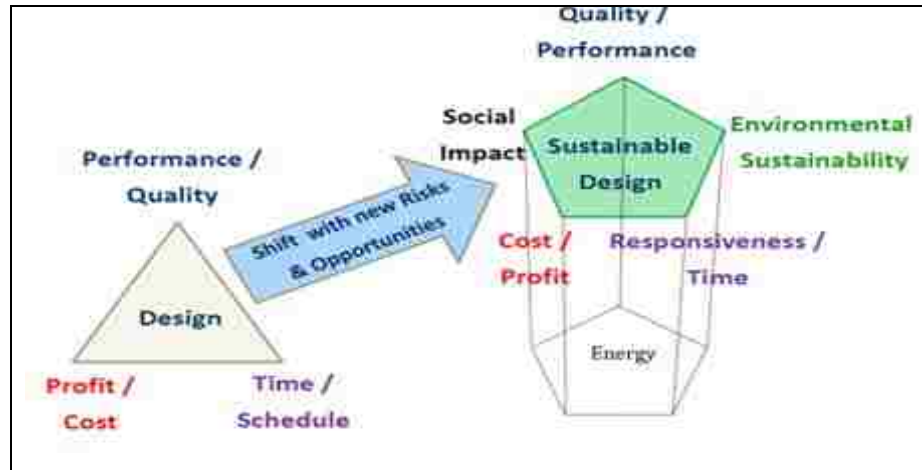 Quality /
Performance
Social
Impact
Sustainable
Design
Environmental
Sustainability
Performance /
Quality
Shift with new Risks
& Opportunities
Cost /
Profit
Responsiveness /
Time
Design
Energy
Profit /
Cost
Time /
Schedule